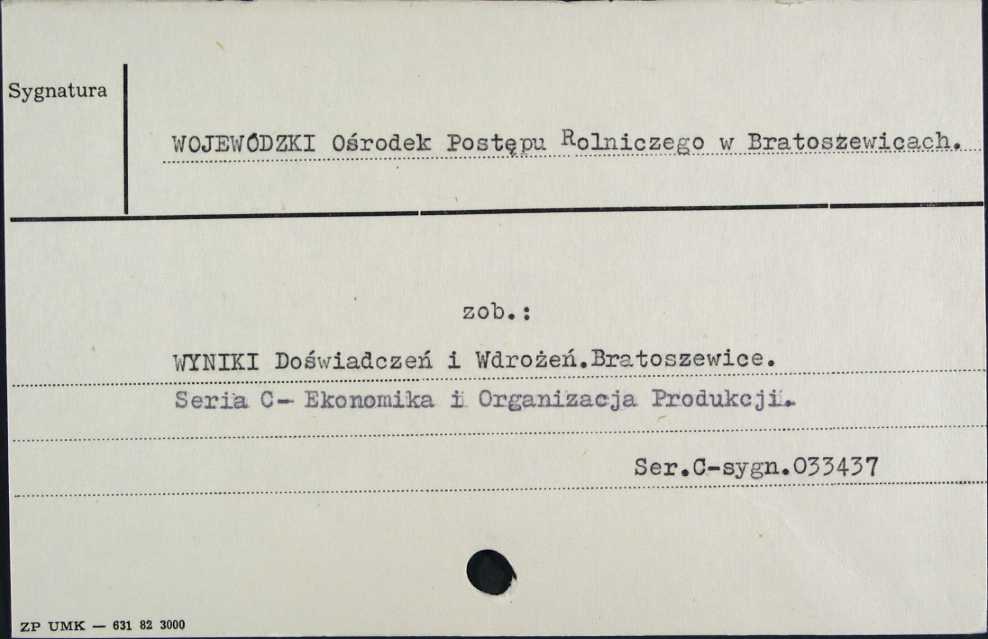 Sygnatura
WOJEWÓDZKI Ośrodek Postępu Rolniczego w Bratoszewicach.
zob.:
WYNIKI Doświadczeń i Wdrożeń.Bratoszewice.
Seria C- Ekonomika i Organizacja Produkcji.
Ser.C-sygn.033437
ZP UMK — 631 82 3000